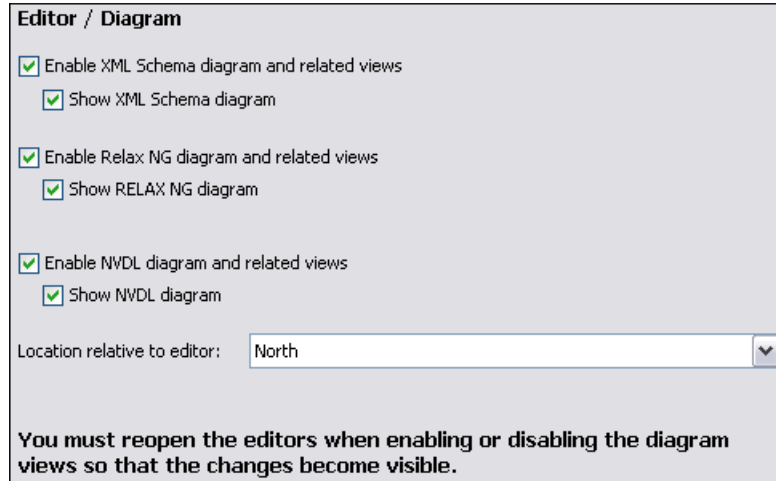 Editor / Diagram
Enable XML Schema diagram and related views
Show XML Schema diagram
Enable Relax NG diagram and related views
Show RELAX NG diagram
Enable NVDL diagram and related views
Show NVDL diagram
Location relative to editor: North
You must reopen the editors when enabling or disabling the diagram
views so that the changes become visible.